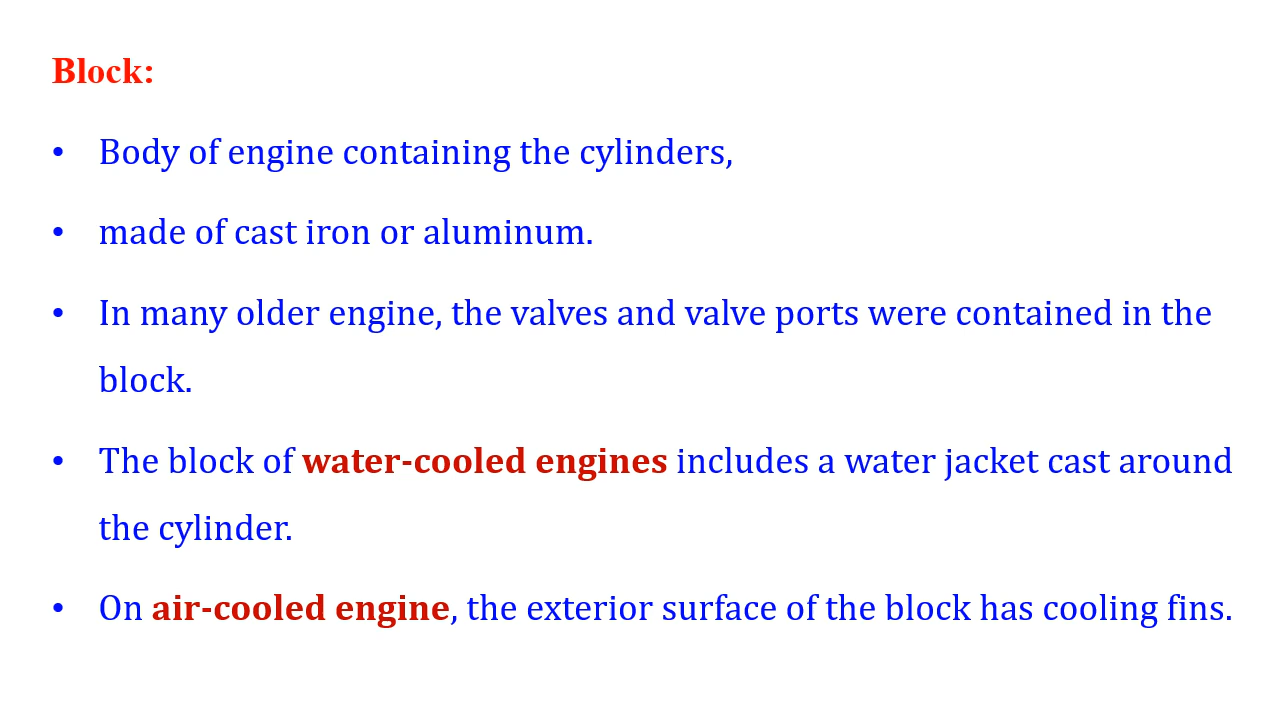 Block:
• Body of engine containing the cylinders,
• made of cast iron or aluminum.
• In many older engine, the valves and valve ports were contained in the
block.
• The block of water-cooled engines includes a water jacket cast around
the cylinder.
• On air-cooled engine, the exterior surface of the block has cooling fins.